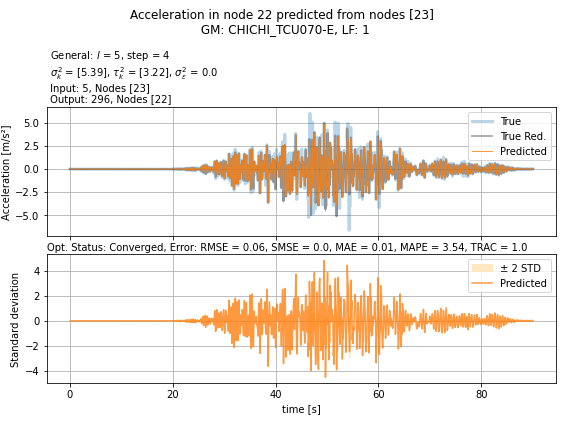 Acceleration in node 22 predicted from nodes [23]
GM: CHICHI_TCU070-E, LF: 1
General: l = 5, step = 4
σ²ₖ = [5.39], τ²ₖ = [3.22], σ²ε = 0.0
Input: 5, Nodes [23]
Output: 296, Nodes [22]
Acceleration [m/s²]
5.0
2.5
0.0
−2.5
−5.0
True
True Red.
Predicted
Opt. Status: Converged, Error: RMSE = 0.06, SMSE = 0.0, MAE = 0.01, MAPE = 3.54, TRAC = 1.0
Standard deviation
4
2
0
−2
−4
± 2 STD
Predicted
0 20 40 60 80
time [s]